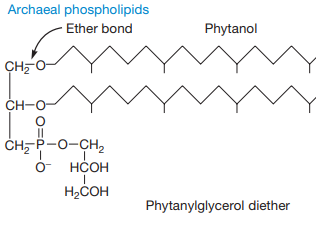 Archaeal phospholipids
Ether bond
Phytanol
CH₂–O
CH–O
O
CH₂–P–O–CH₂
O⁻ HCOH
H₂COH
Phytanylglycerol diether